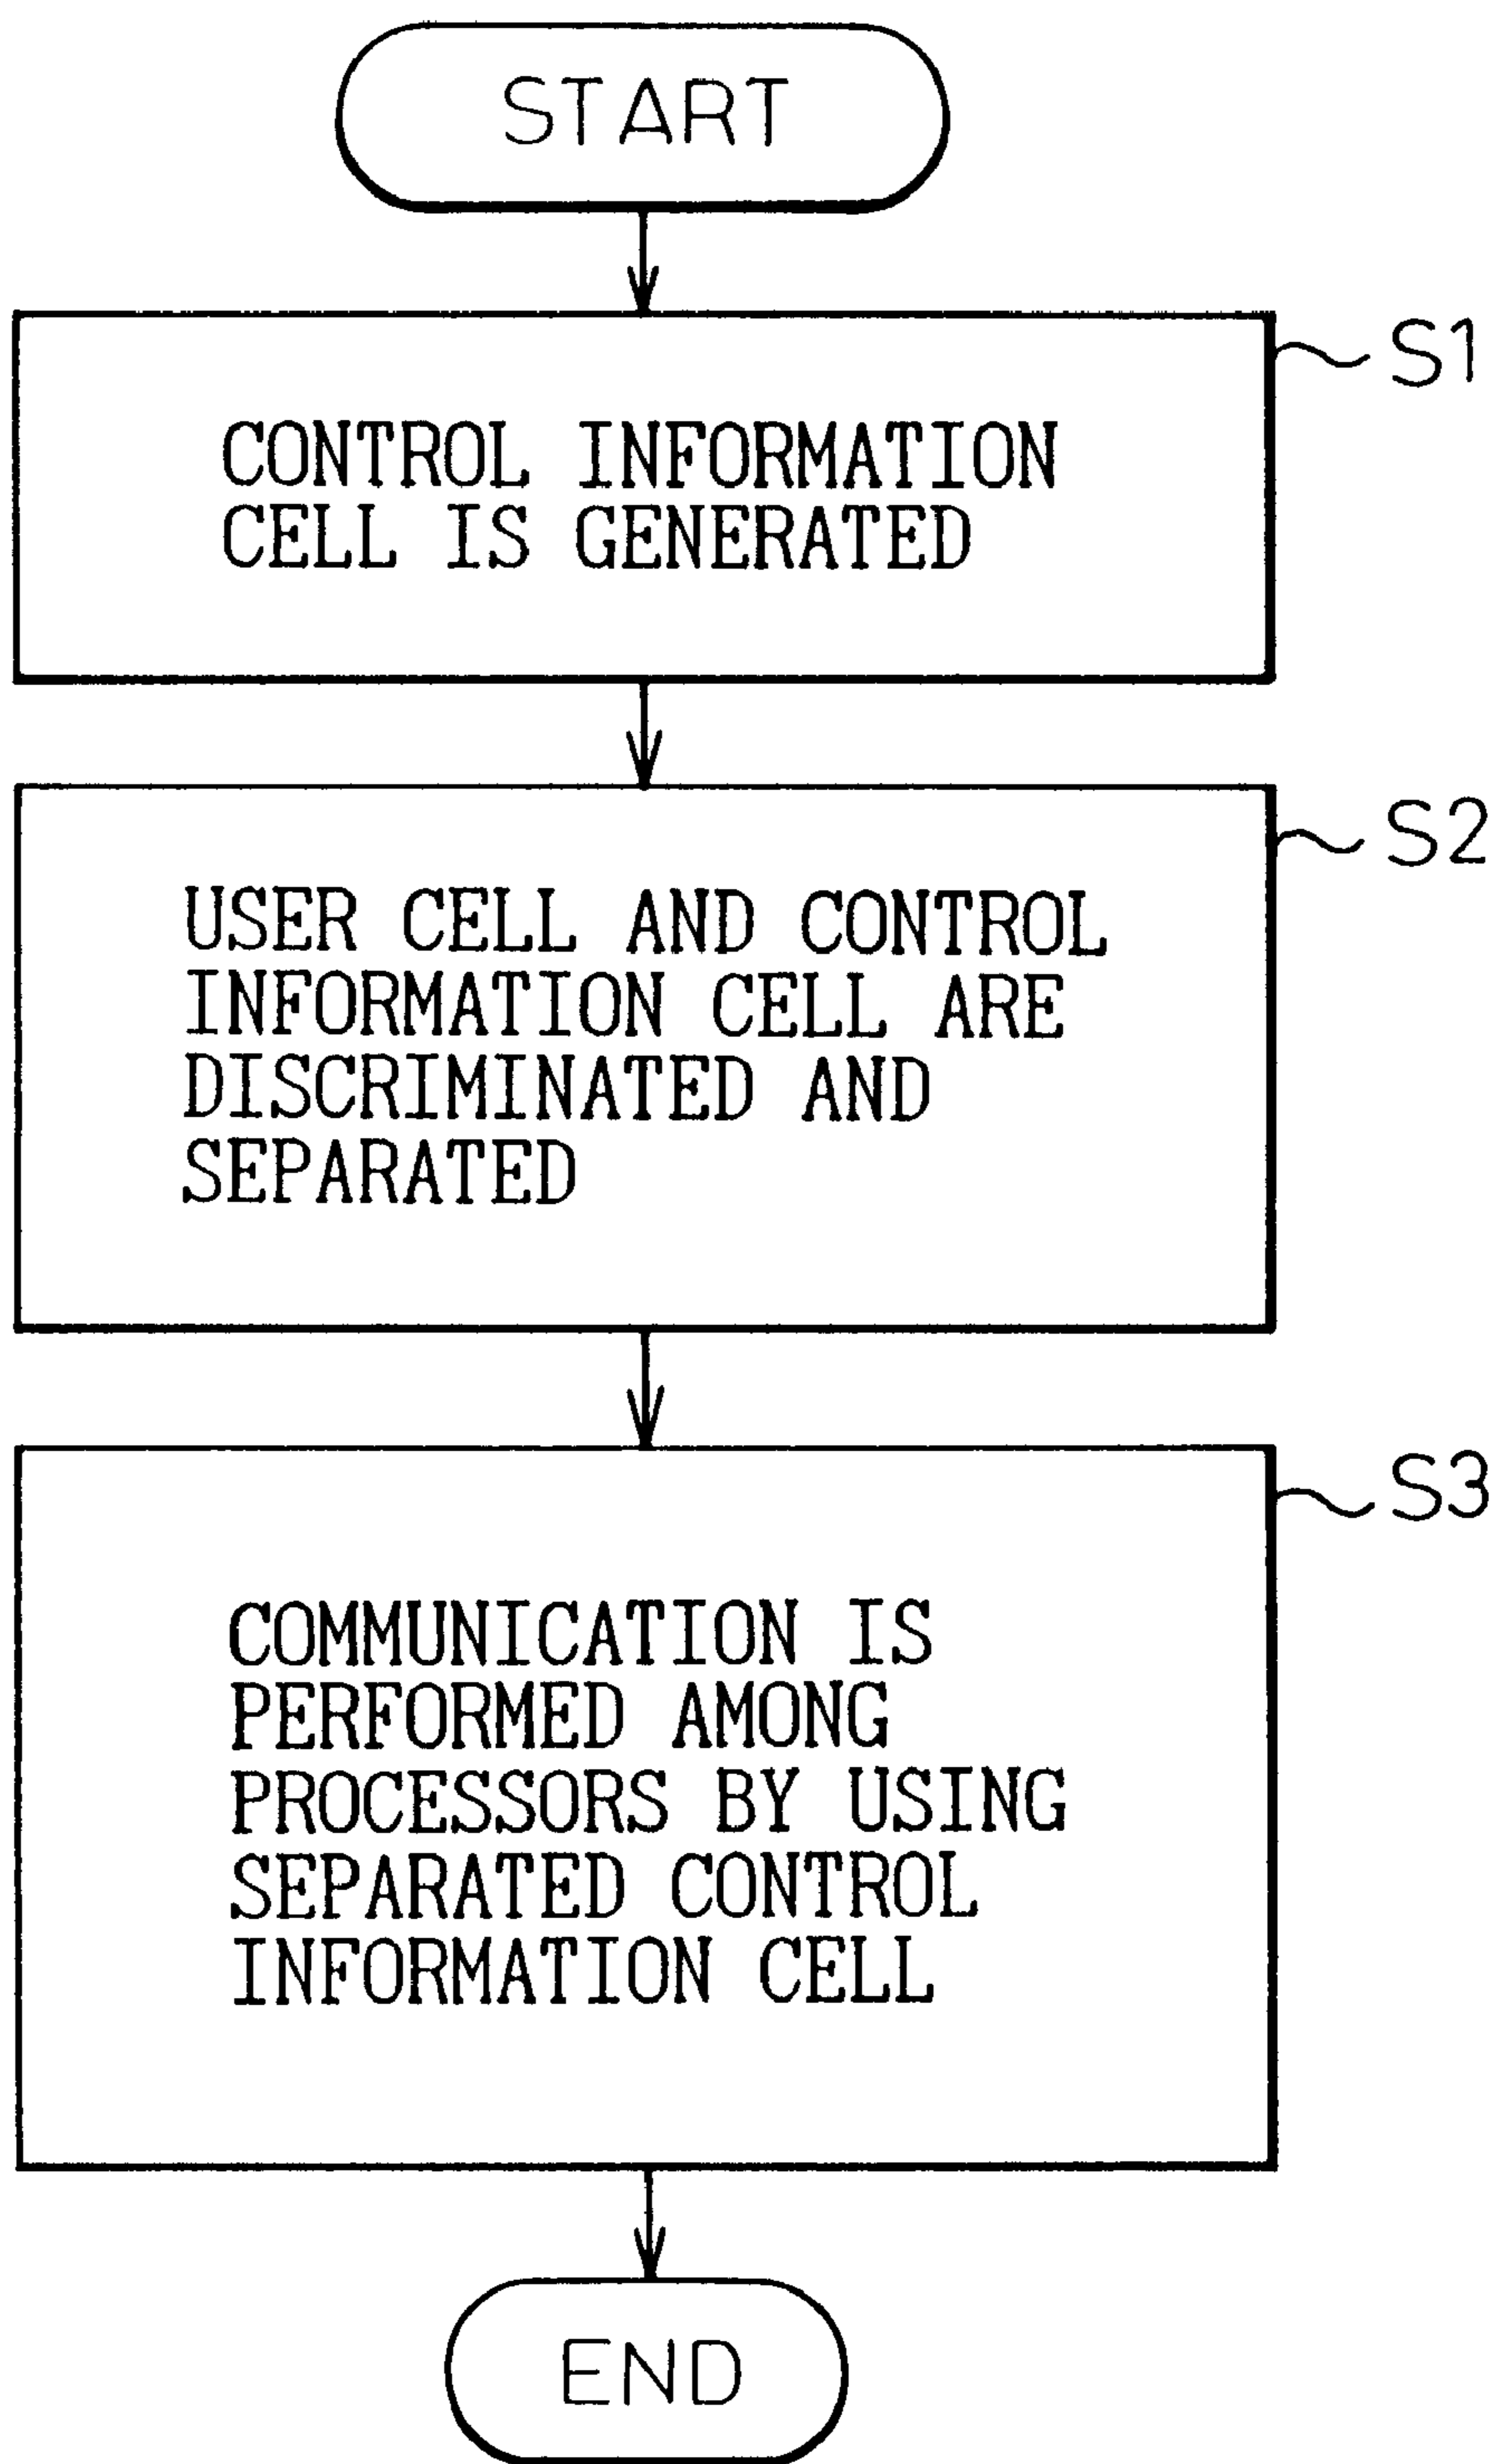 START
S1
CONTROL INFORMATION
CELL IS GENERATED
S2
USER CELL AND CONTROL
INFORMATION CELL ARE
DISCRIMINATED AND
SEPARATED
S3
COMMUNICATION IS
PERFORMED AMONG
PROCESSORS BY USING
SEPARATED CONTROL
INFORMATION CELL
END